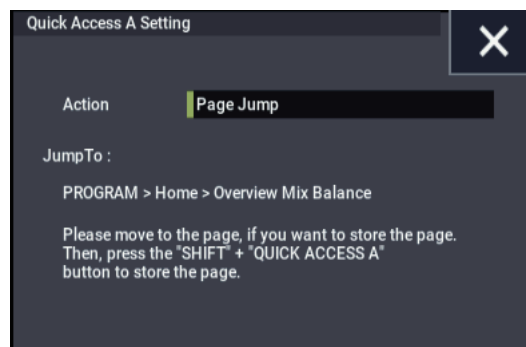 Quick Access A Setting
Action
Page Jump
JumpTo :
PROGRAM > Home > Overview Mix Balance
Please move to the page, if you want to store the page.
Then, press the "SHIFT" + "QUICK ACCESS A"
button to store the page.